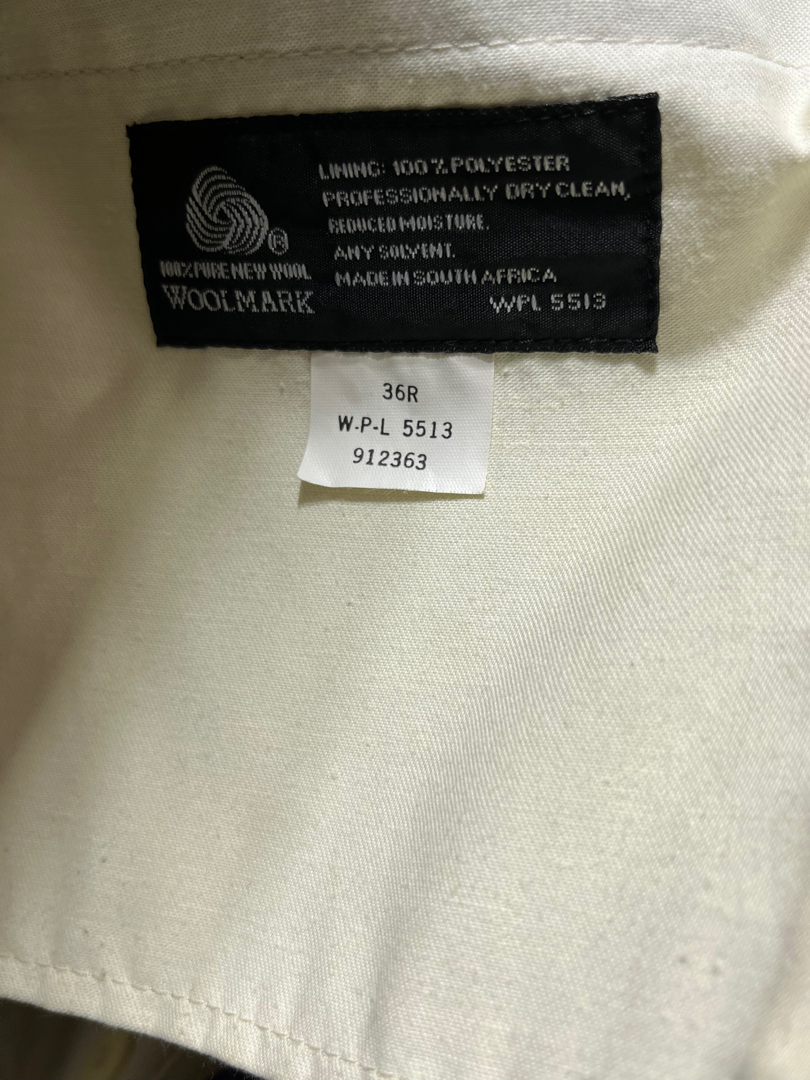 LINING: 100% POLYESTER
PROFESSIONALLY DRY CLEAN,
REDUCED MOISTURE.
ANY SOLVENT.
MADE IN SOUTH AFRICA
WPL 5513
®
100% PURE NEW WOOL
WOOLMARK
36R
W-P-L 5513
912363